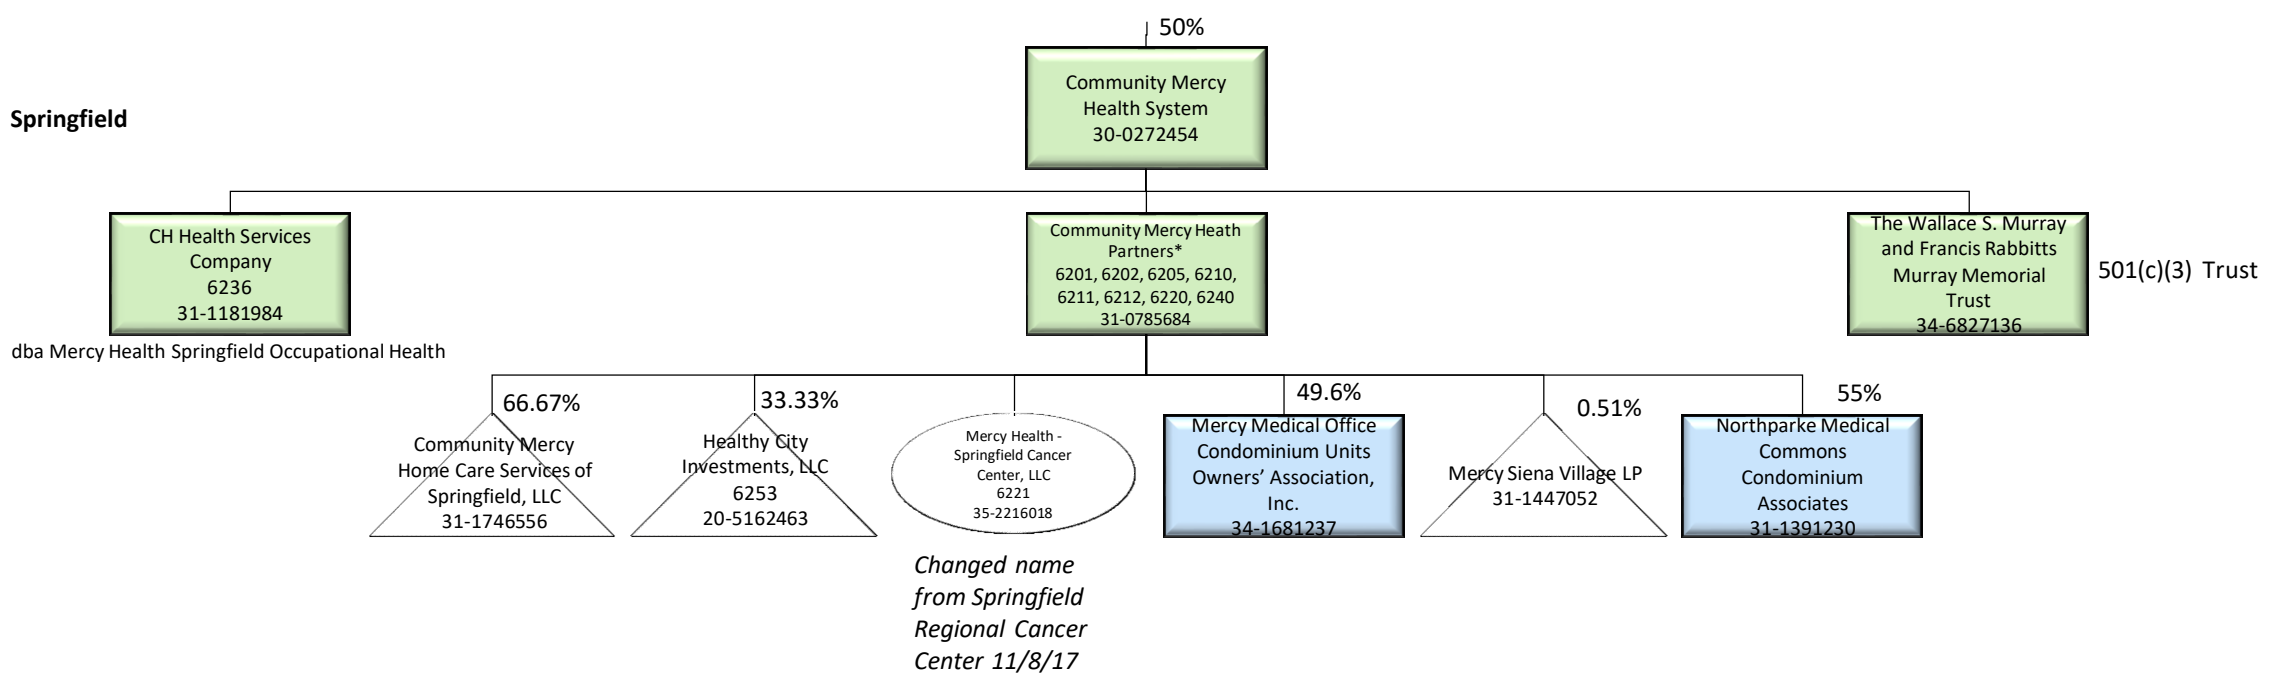 50%
Community Mercy
Health System
30-0272454
Springfield
CH Health Services
Company
6236
31-1181984
dba Mercy Health Springfield Occupational Health
Community Mercy Heath
Partners*
6201, 6202, 6205, 6210,
6211, 6212, 6220, 6240
31-0785684
The Wallace S. Murray
and Francis Rabbitts
Murray Memorial
Trust
34-6827136
501(c)(3) Trust
66.67%
Community Mercy
Home Care Services of
Springfield, LLC
31-1746556
33.33%
Healthy City
Investments, LLC
6253
20-5162463
Mercy Health -
Springfield Cancer
Center, LLC
6221
35-2216018
Changed name
from Springfield
Regional Cancer
Center 11/8/17
49.6%
Mercy Medical Office
Condominium Units
Owners’ Association,
Inc.
34-1681237
0.51%
Mercy Siena Village LP
31-1447052
55%
Northparke Medical
Commons
Condominium
Associates
31-1391230